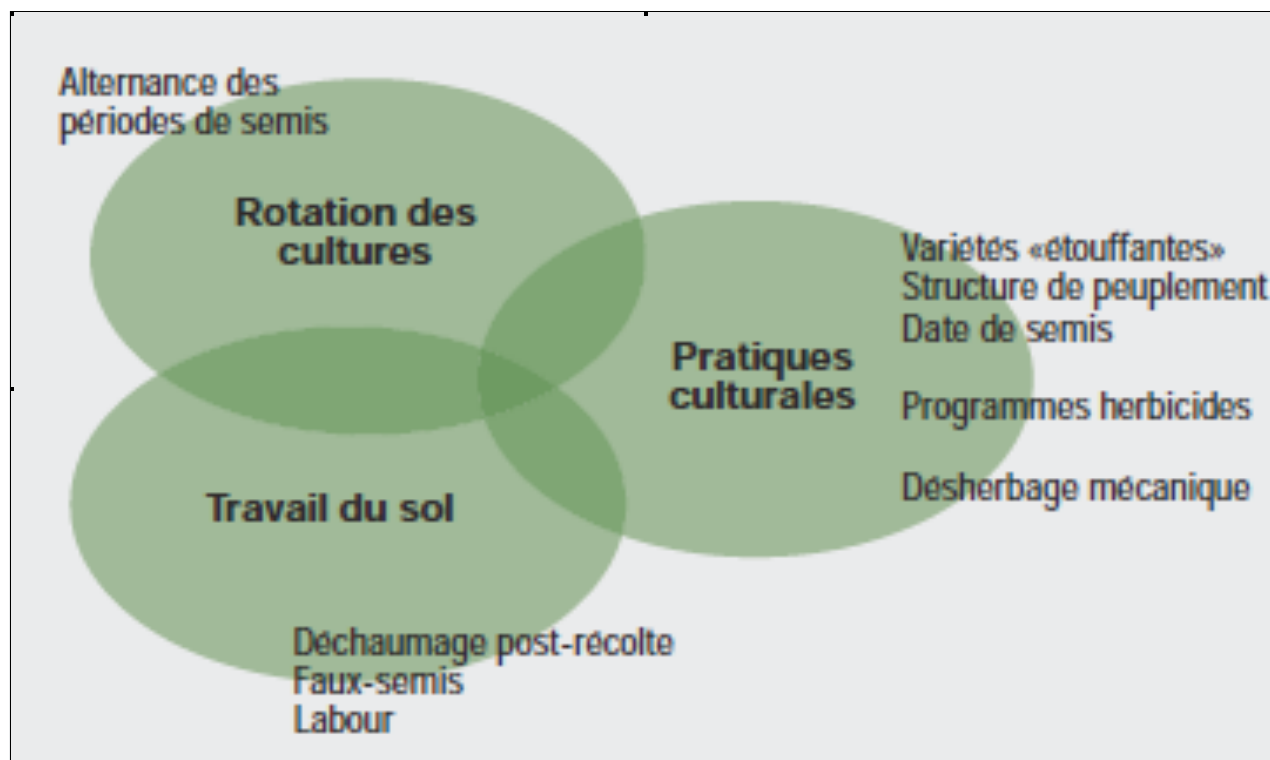 Alternance des
périodes de semis
Rotation des
cultures
Variétés «étouffantes»
Structure de peuplement
Date de semis
Pratiques
culturales
Programmes herbicides
Désherbage mécanique
Travail du sol
Déchaumage post-récolte
Faux-semis
Labour